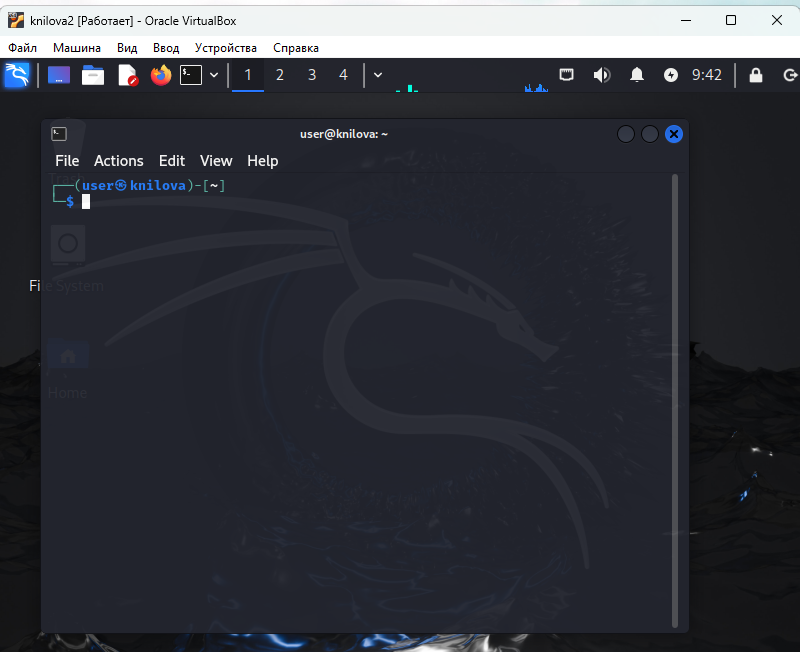 knilova2 [Работает] - Oracle VirtualBox
Файл Машина Вид Ввод Устройства Справка
1 2 3 4 9:42
user@knilova: ~
File Actions Edit View Help
Trash
┌──(user㉿knilova)-[~]
└─$
File System
Home